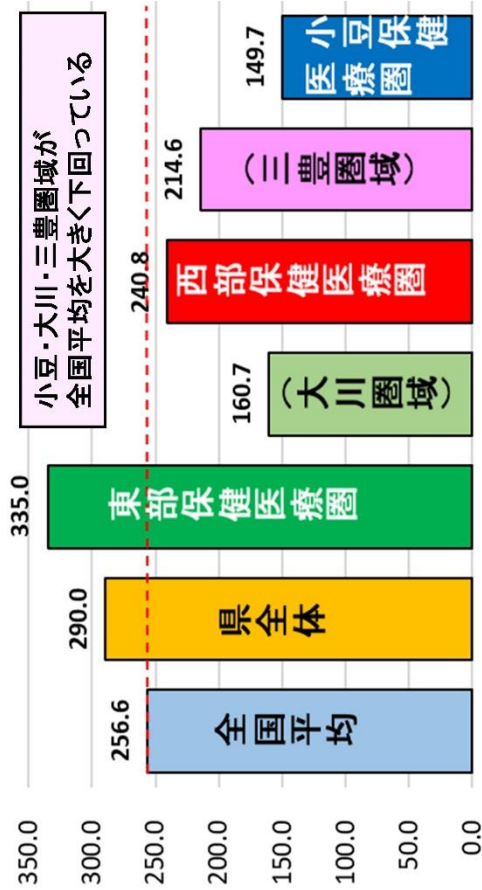 小豆・大川・三豊圏域が
全国平均を大きく下回っている
350.0
300.0
250.0
200.0
150.0
100.0
50.0
0.0
256.6
全国平均
290.0
県全体
335.0
東部保健医療圏
160.7
（大川圏域）
240.8
西部保健医療圏
214.6
（三豊圏域）
149.7
小豆保健
医療圏